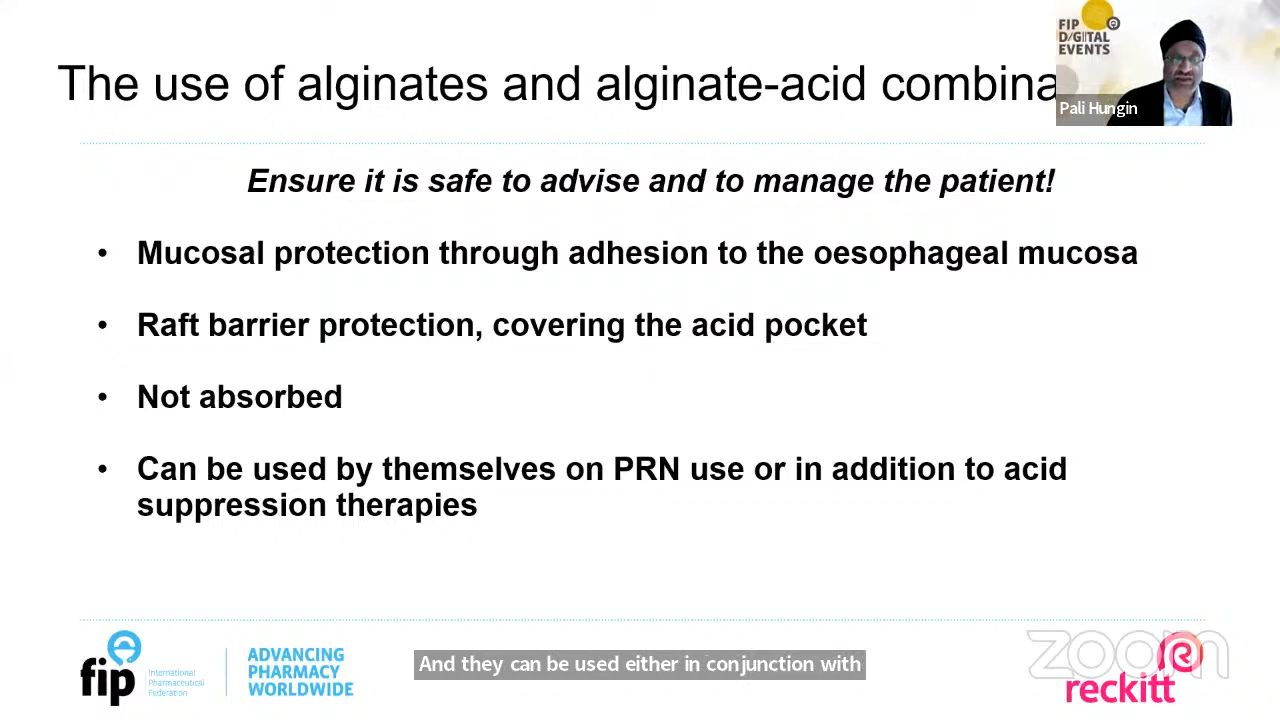 The use of alginates and alginate-acid combina
FIP
DIGITAL
EVENTS
Pali Hungin
Ensure it is safe to advise and to manage the patient!
• Mucosal protection through adhesion to the oesophageal mucosa
• Raft barrier protection, covering the acid pocket
• Not absorbed
• Can be used by themselves on PRN use or in addition to acid
suppression therapies
fip
International
Pharmaceutical
Federation
ADVANCING
PHARMACY
WORLDWIDE
And they can be used either in conjunction with
zoom
reckitt